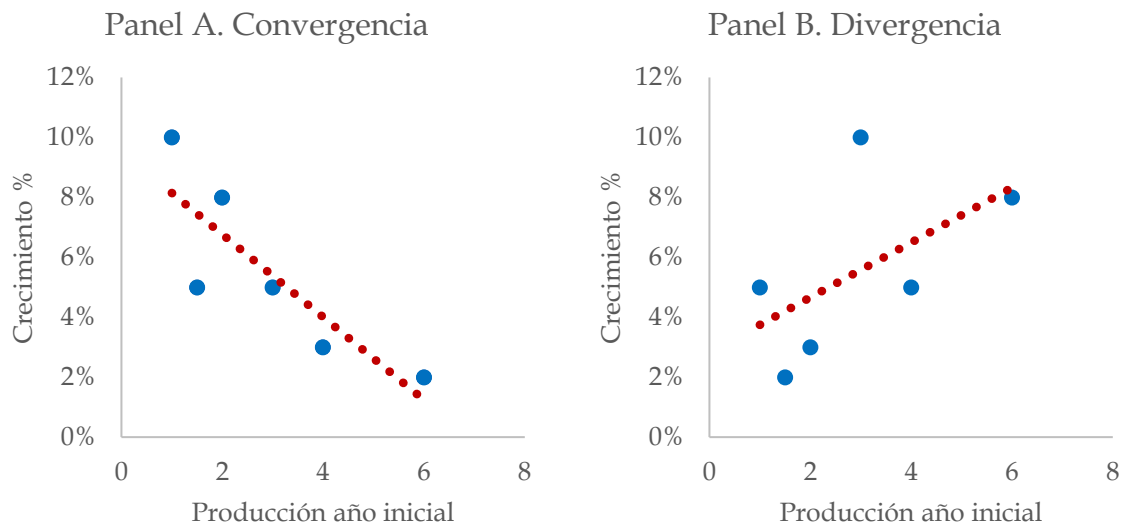 Panel A. Convergencia
12%
10%
8%
6%
4%
2%
0%
Crecimiento %
0 2 4 6 8
Producción año inicial
Panel B. Divergencia
12%
10%
8%
6%
4%
2%
0%
Crecimiento %
0 2 4 6 8
Producción año inicial